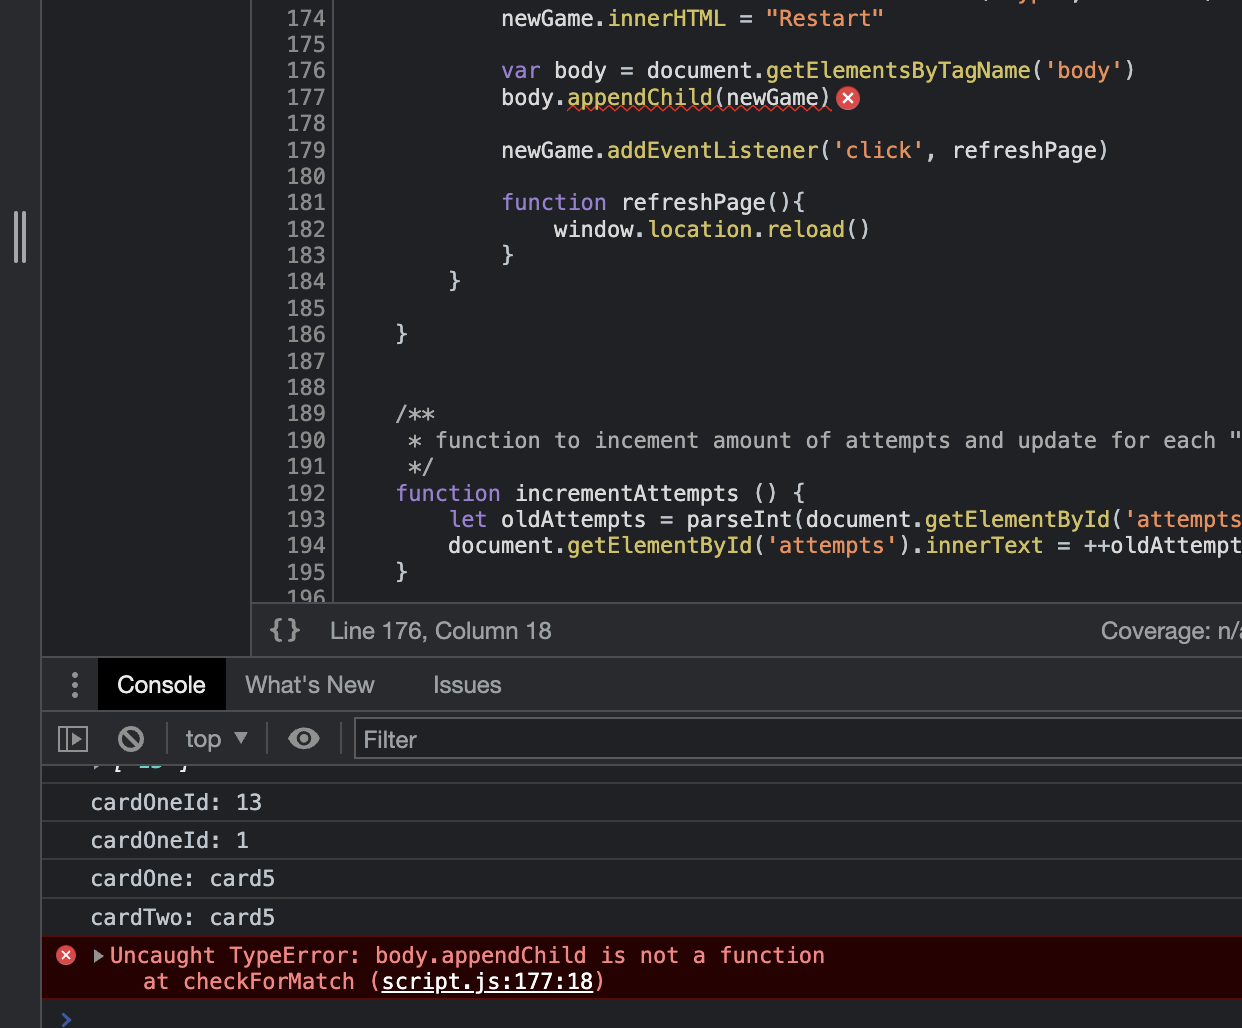 174 newGame.innerHTML = "Restart"
175
176 var body = document.getElementsByTagName('body')
177 body.appendChild(newGame)
178
179 newGame.addEventListener('click', refreshPage)
180
181 function refreshPage(){
182 window.location.reload()
183 }
184 }
185
186 }
187
188
189 /**
190 * function to incement amount of attempts and update for each "
191 */
192 function incrementAttempts () {
193 let oldAttempts = parseInt(document.getElementById('attempts
194 document.getElementById('attempts').innerText = ++oldAttempt
195 }
196
{} Line 176, Column 18 Coverage: n/a
Console What's New Issues
top ▼ Filter
cardOneId: 13
cardOneId: 1
cardOne: card5
cardTwo: card5
Uncaught TypeError: body.appendChild is not a function
at checkForMatch (script.js:177:18)
>